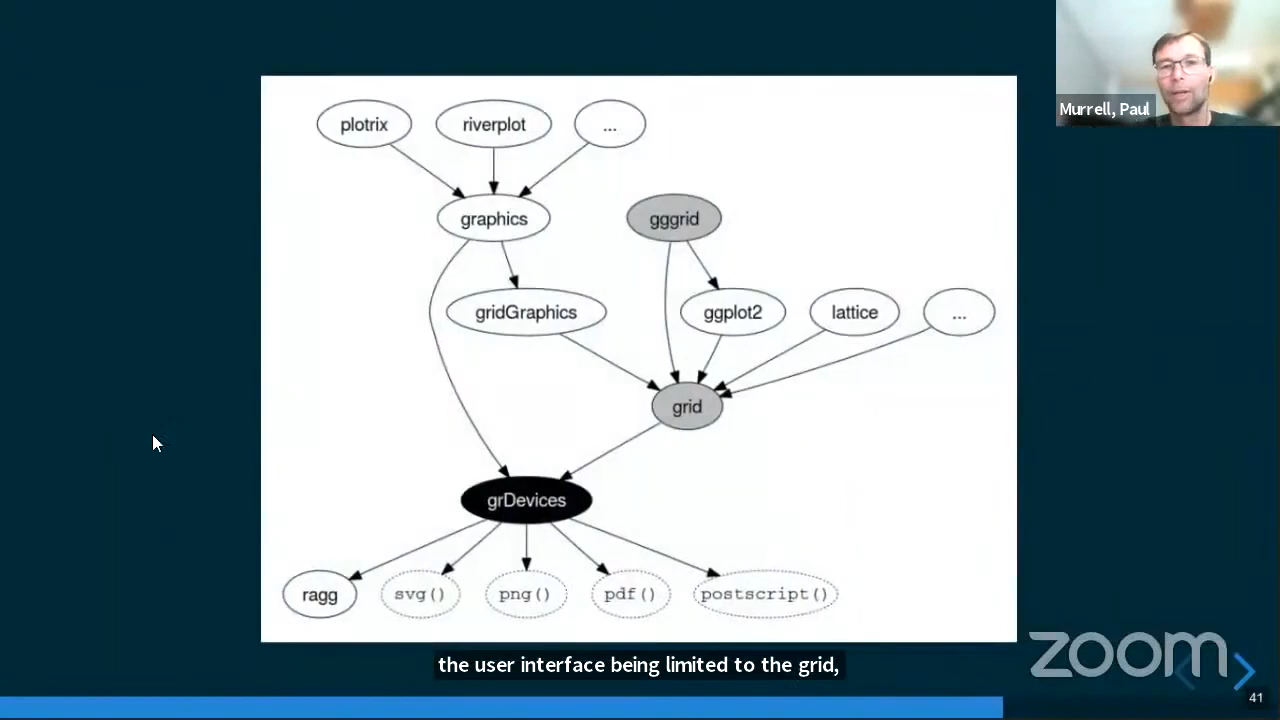 Murrell, Paul
plotrix riverplot ...
graphics gggrid
gridGraphics ggplot2 lattice ...
grid
grDevices
ragg svg() png() pdf() postscript()
the user interface being limited to the grid,
zoom
41